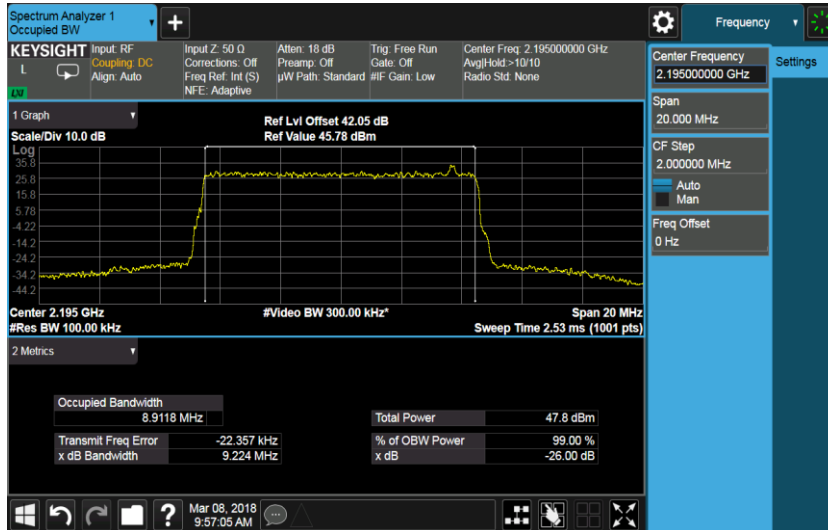 Spectrum Analyzer 1
Occupied BW
Frequency
KEYSIGHT
L
LXI
Input: RF
Coupling: DC
Align: Auto
Input Z: 50 Ω
Corrections: Off
Freq Ref: Int (S)
NFE: Adaptive
Atten: 18 dB
Preamp: Off
µW Path: Standard
Trig: Free Run
Gate: Off
#IF Gain: Low
Center Freq: 2.195000000 GHz
Avg|Hold:>10/10
Radio Std: None
Center Frequency
2.195000000 GHz
Settings
Span
20.000 MHz
CF Step
2.000000 MHz
Auto
Man
Freq Offset
0 Hz
1 Graph
Scale/Div 10.0 dB
Ref Lvl Offset 42.05 dB
Ref Value 45.78 dBm
Log
35.8
25.8
15.8
5.78
-4.22
-14.2
-24.2
-34.2
-44.2
Center 2.195 GHz
#Video BW 300.00 kHz*
Span 20 MHz
#Res BW 100.00 kHz
Sweep Time 2.53 ms (1001 pts)
2 Metrics
Occupied Bandwidth
8.9118 MHz
Total Power 47.8 dBm
Transmit Freq Error -22.357 kHz
% of OBW Power 99.00 %
x dB Bandwidth 9.224 MHz
x dB -26.00 dB
?
Mar 08, 2018
9:57:05 AM